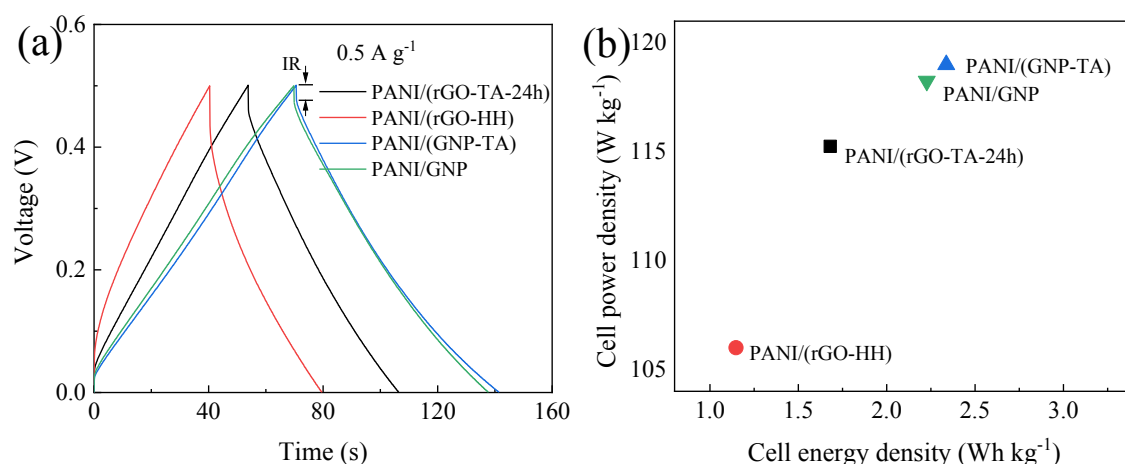 (a)
0.6
0.4
0.2
0.0
Voltage (V)
0
40
80
120
160
Time (s)
IR
0.5 A g⁻¹
PANI/(rGO-TA-24h)
PANI/(rGO-HH)
PANI/(GNP-TA)
PANI/GNP
(b)
120
115
110
105
Cell power density (W kg⁻¹)
PANI/(GNP-TA)
PANI/GNP
PANI/(rGO-TA-24h)
PANI/(rGO-HH)
1.0
1.5
2.0
2.5
3.0
Cell energy density (Wh kg⁻¹)